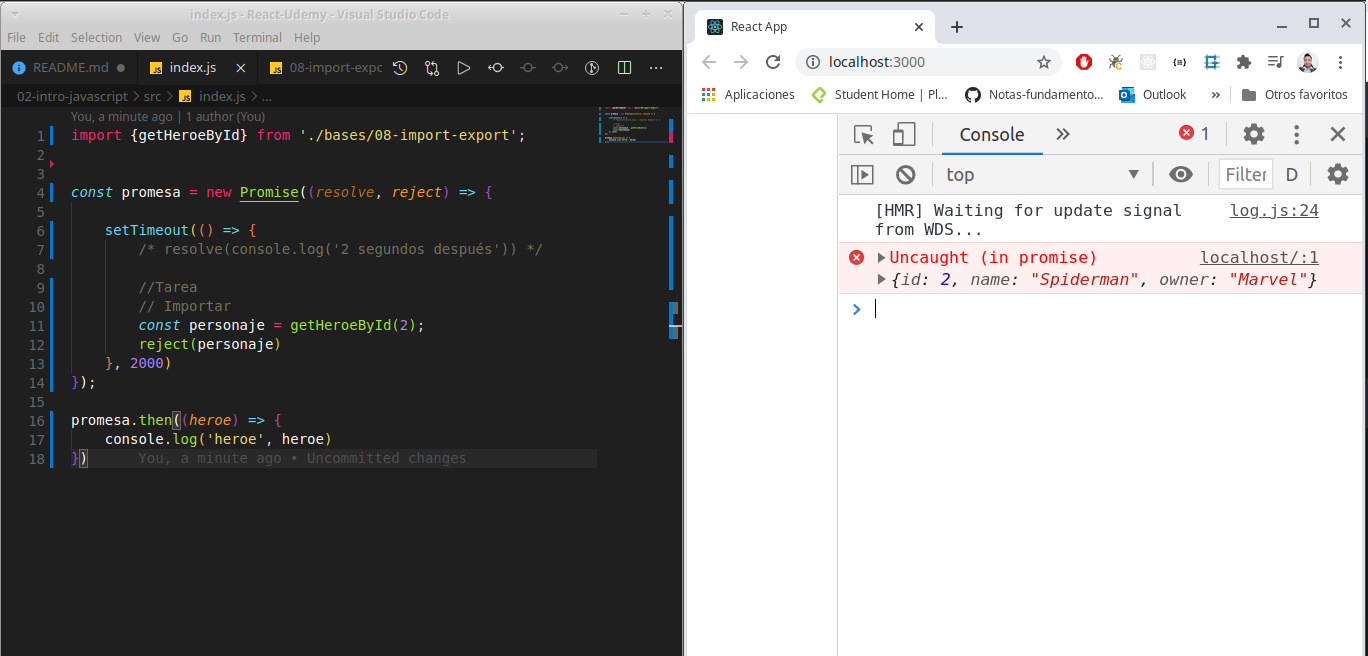 index.js - React-Udemy - Visual Studio Code
File Edit Selection View Go Run Terminal Help
README.md index.js 08-import-expo
02-intro-javascript > src > index.js > ...
You, a minute ago | 1 author (You)
1 import {getHeroeById} from './bases/08-import-export';
2
3
4 const promesa = new Promise((resolve, reject) => {
5
6 setTimeout(() => {
7 /* resolve(console.log('2 segundos después')) */
8
9 //Tarea
10 // Importar
11 const personaje = getHeroeById(2);
12 reject(personaje)
13 }, 2000)
14 });
15
16 promesa.then((heroe) => {
17 console.log('heroe', heroe)
18 }) You, a minute ago • Uncommitted changes
React App
localhost:3000
Aplicaciones Student Home | Pl... Notas-fundamento... Outlook » Otros favoritos
Console » 1
top Filter D
[HMR] Waiting for update signal log.js:24
from WDS...
Uncaught (in promise) localhost/:1
{id: 2, name: "Spiderman", owner: "Marvel"}